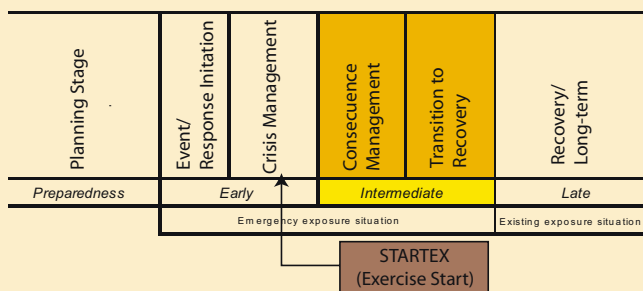 Planning Stage
Event/
Response Initation
Crisis Management
Consecuence
Management
Transition to
Recovery
Recovery/
Long-term
Preparedness
Early
Intermediate
Late
Emergency exposure situation
Existing exposure situation
STARTEX
(Exercise Start)